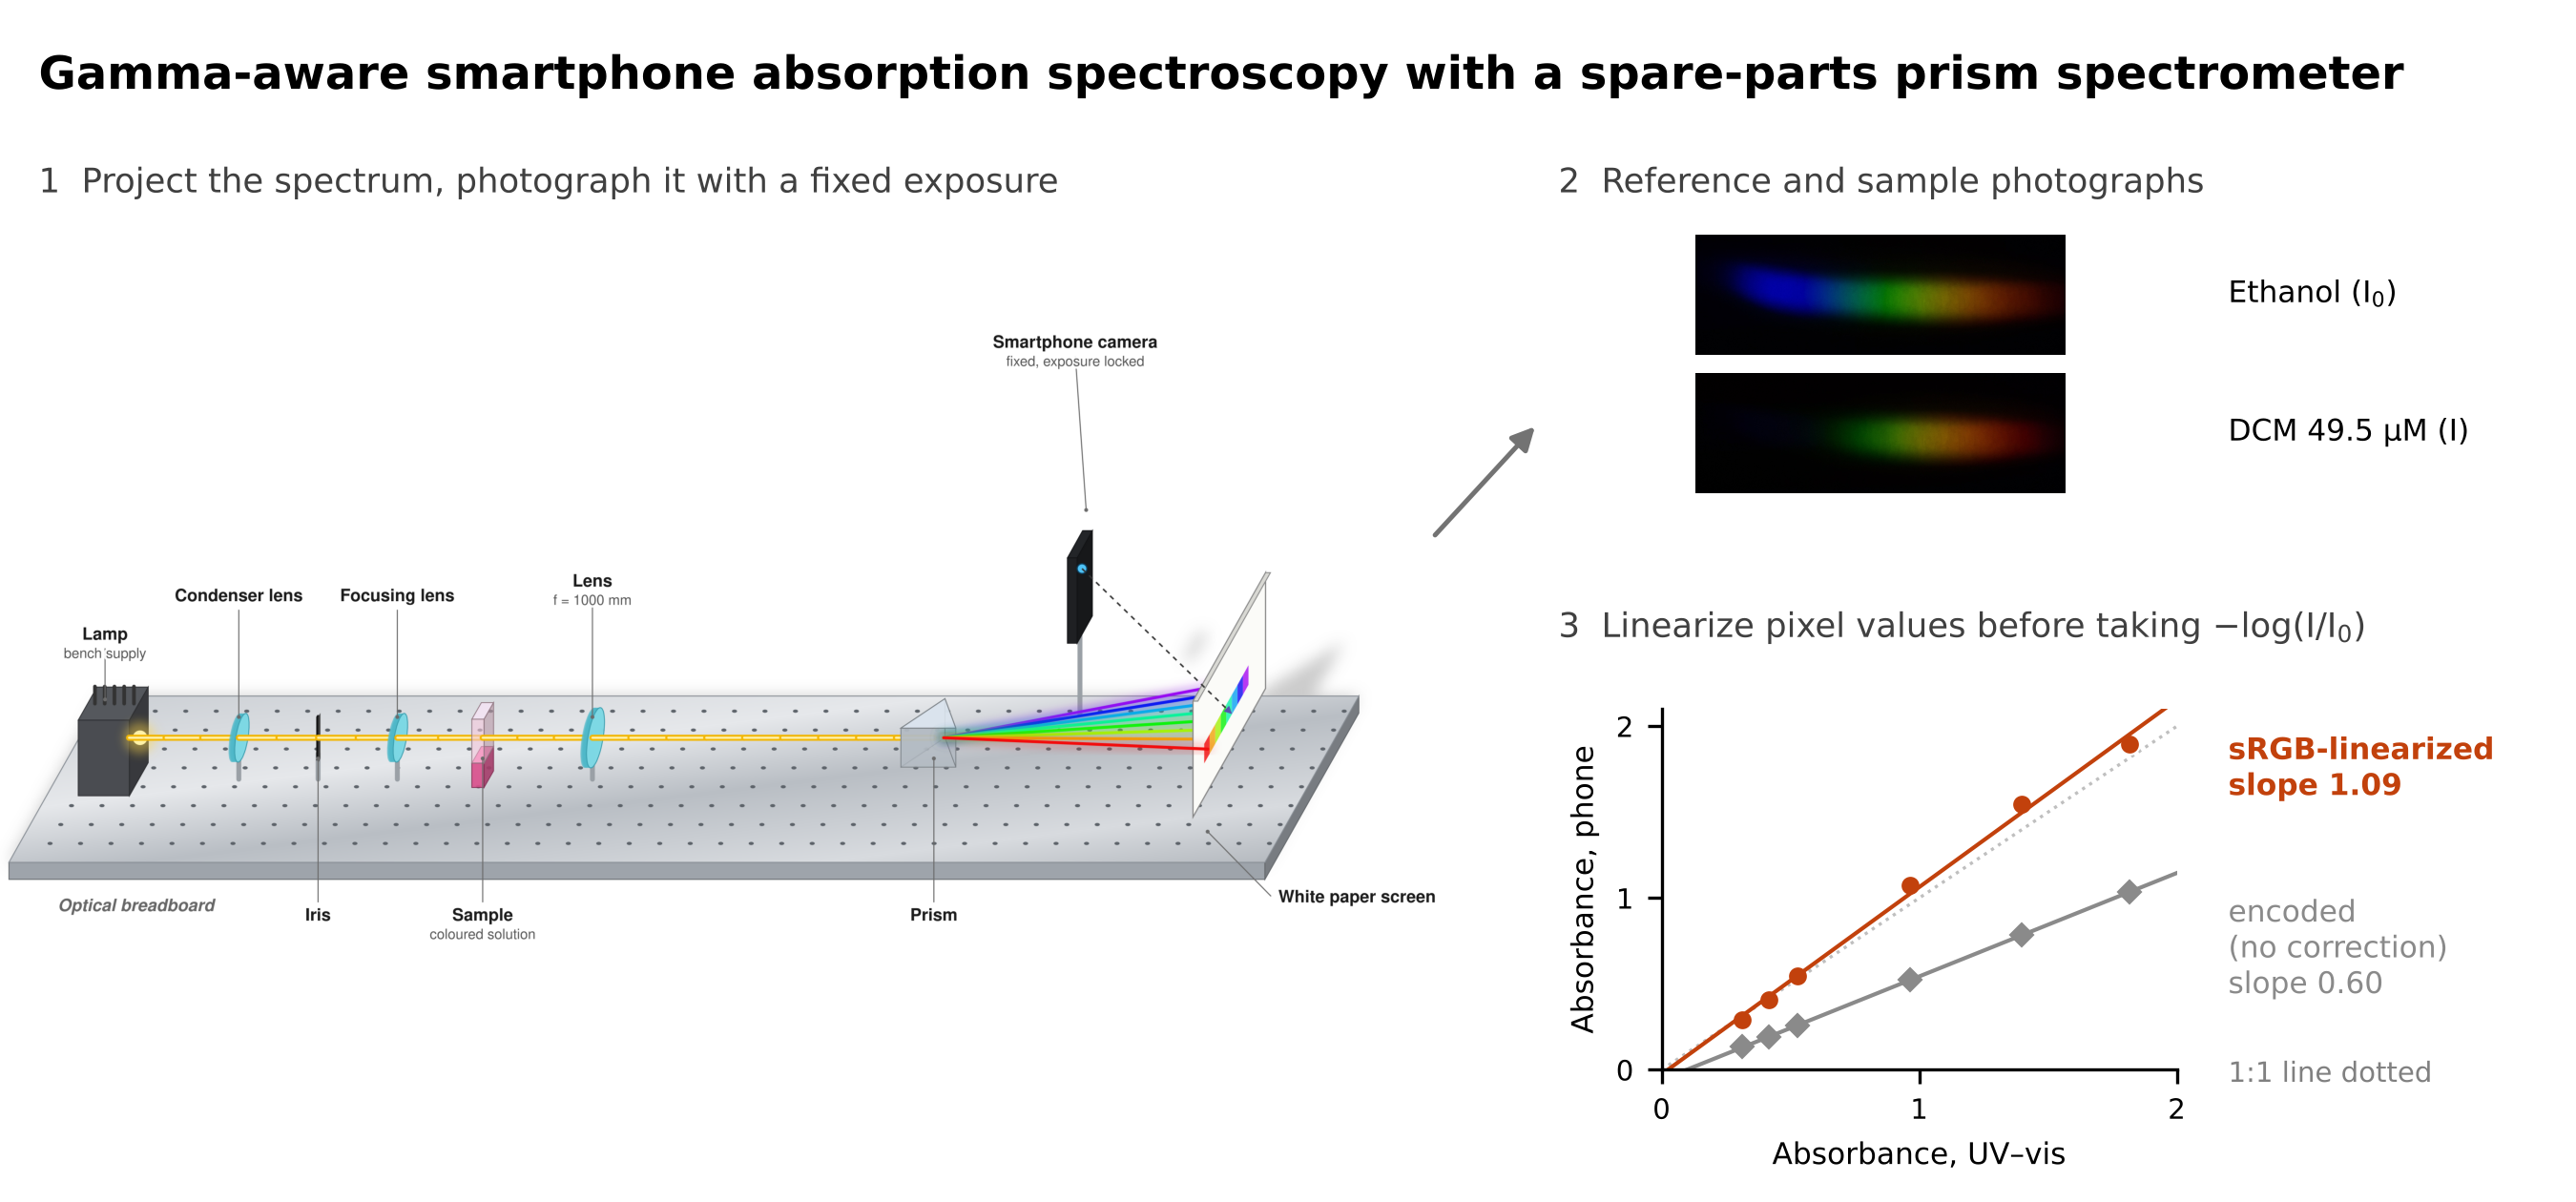 Gamma-aware smartphone absorption spectroscopy with a spare-parts prism spectrometer
1 Project the spectrum, photograph it with a fixed exposure
Smartphone camera
fixed, exposure locked
Lens
f = 1000 mm
Condenser lens
Focusing lens
Lamp
bench supply
Optical breadboard
Iris
Sample
coloured solution
Prism
White paper screen
2 Reference and sample photographs
Ethanol (I₀)
DCM 49.5 µM (I)
3 Linearize pixel values before taking −log(I/I₀)
Absorbance, phone
2
1
0
0
1
2
Absorbance, UV–vis
sRGB-linearized
slope 1.09
encoded
(no correction)
slope 0.60
1:1 line dotted